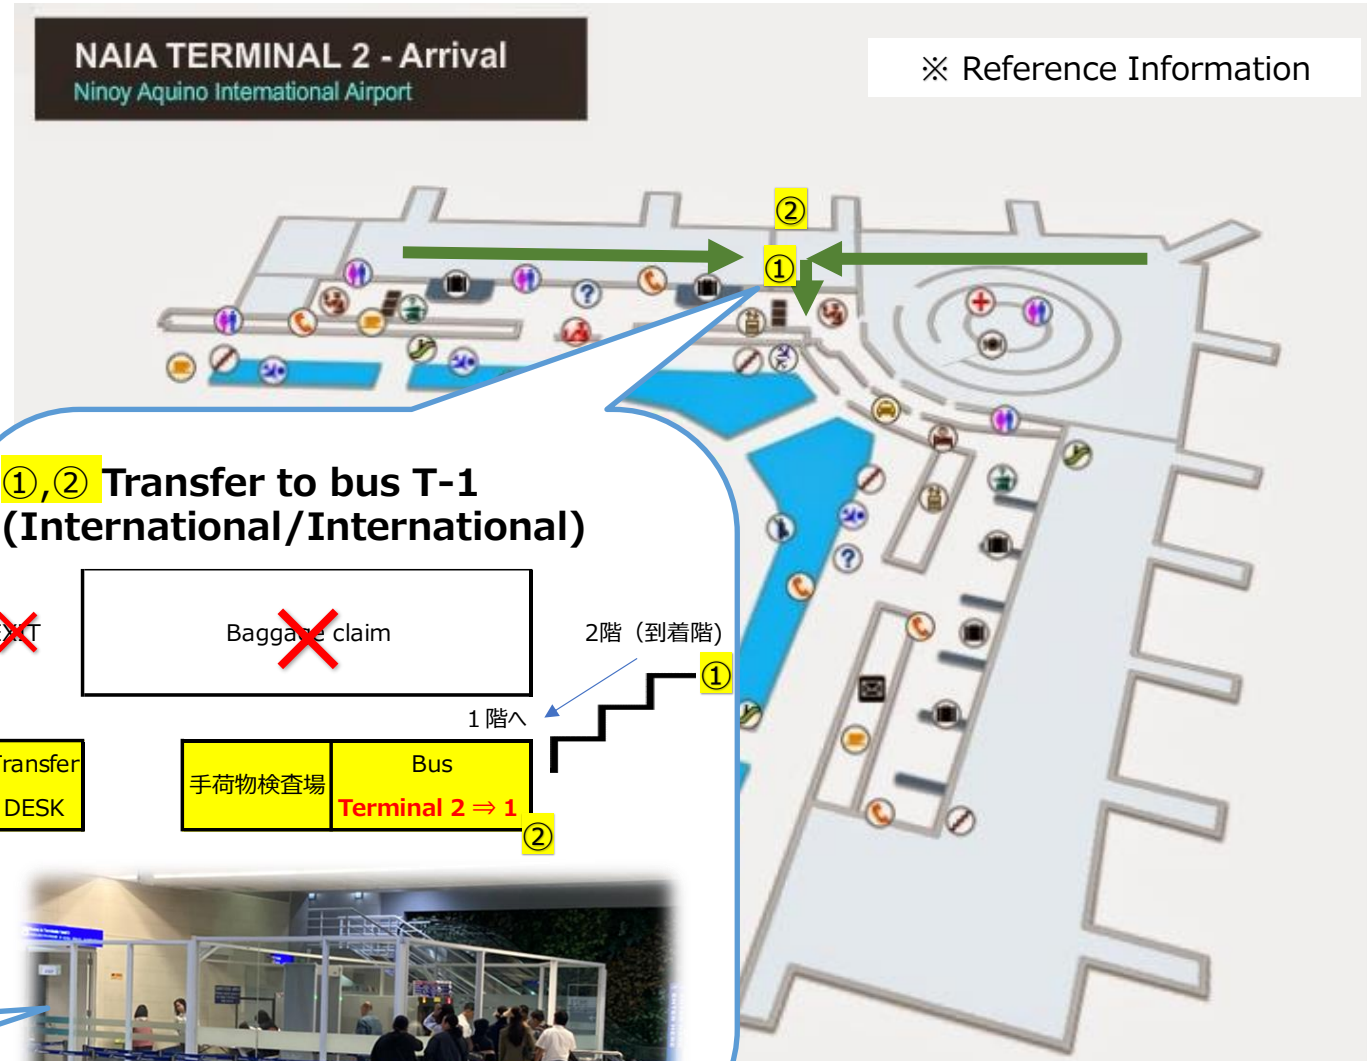 NAIA TERMINAL 2 - Arrival
Ninoy Aquino International Airport
※ Reference Information
②
①
①,② Transfer to bus T-1
(International/International)
EXIT
Baggage claim
2階（到着階)
①
１階へ
Transfer
DESK
手荷物検査場
Bus
Terminal 2 ⇒ 1
②